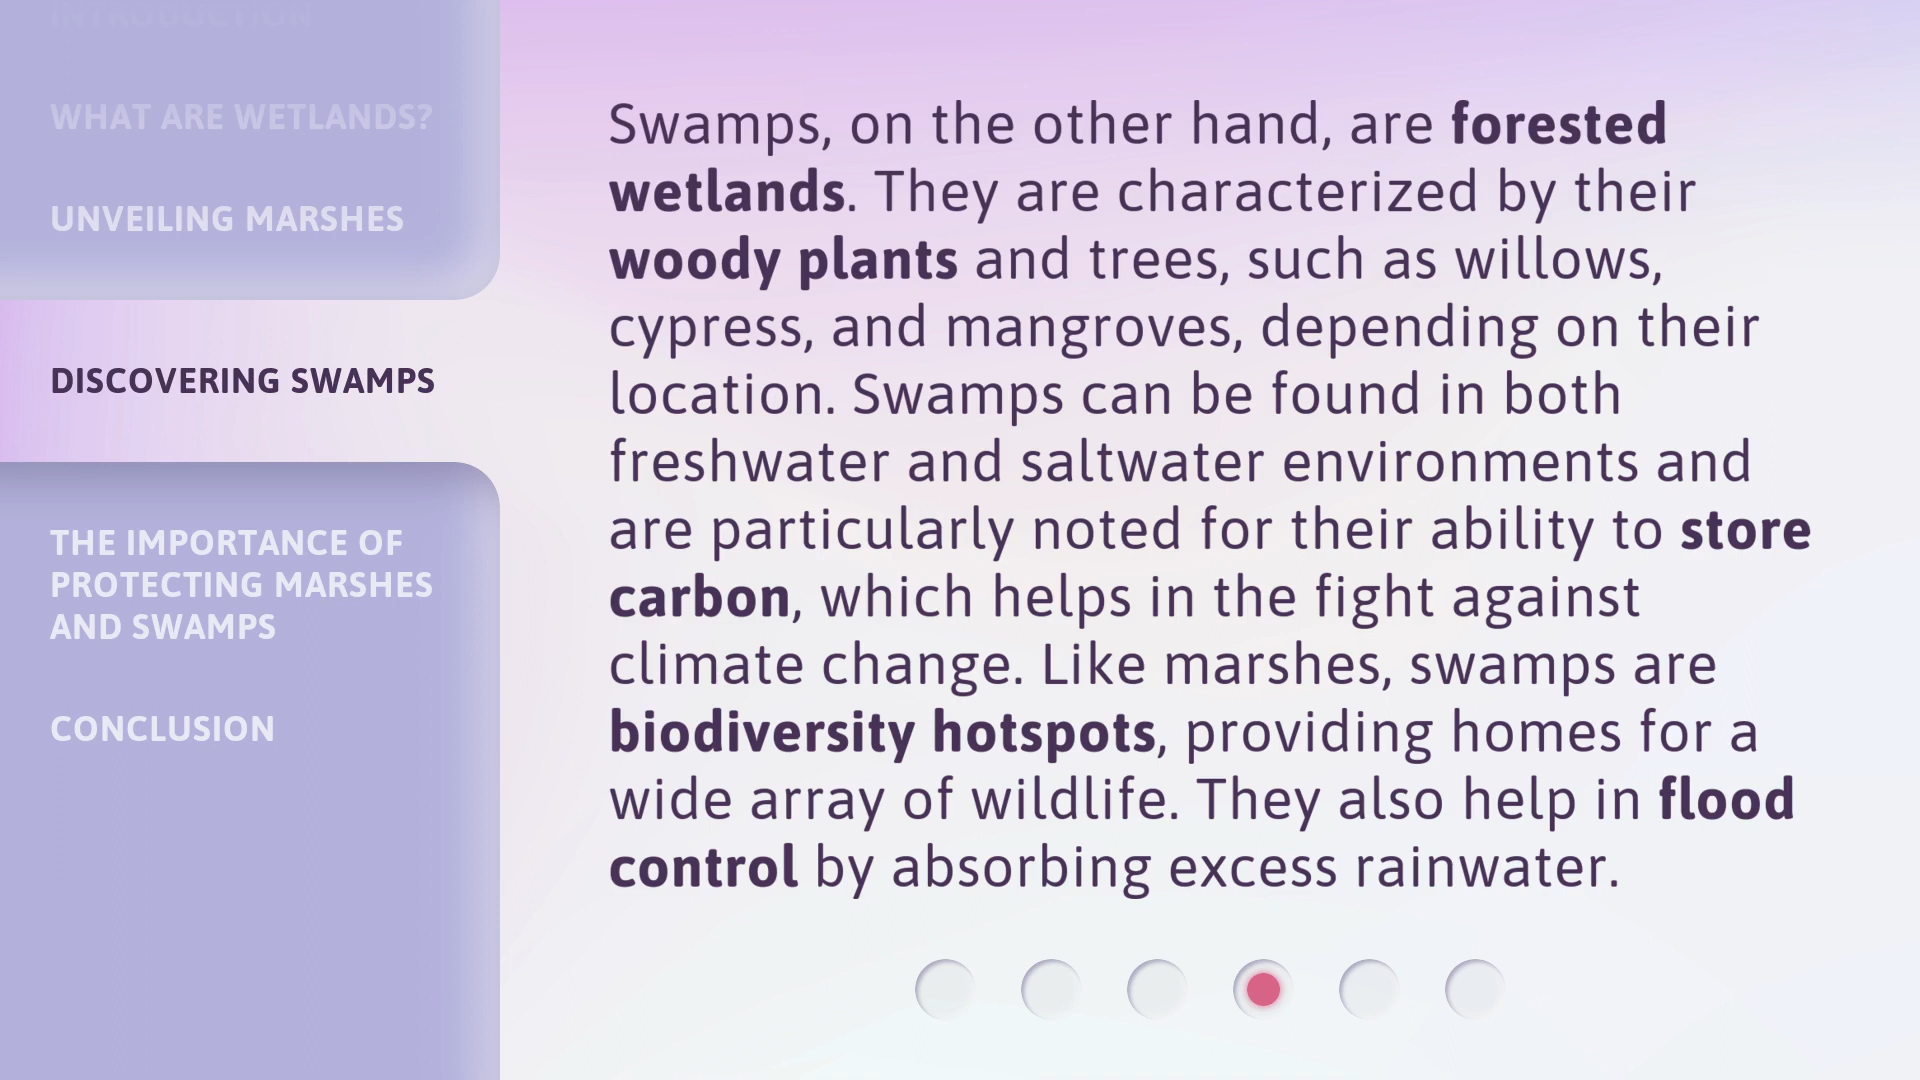 INTRODUCTION
WHAT ARE WETLANDS?
UNVEILING MARSHES
DISCOVERING SWAMPS
THE IMPORTANCE OF
PROTECTING MARSHES
AND SWAMPS
CONCLUSION
Swamps, on the other hand, are forested
wetlands. They are characterized by their
woody plants and trees, such as willows,
cypress, and mangroves, depending on their
location. Swamps can be found in both
freshwater and saltwater environments and
are particularly noted for their ability to store
carbon, which helps in the fight against
climate change. Like marshes, swamps are
biodiversity hotspots, providing homes for a
wide array of wildlife. They also help in flood
control by absorbing excess rainwater.